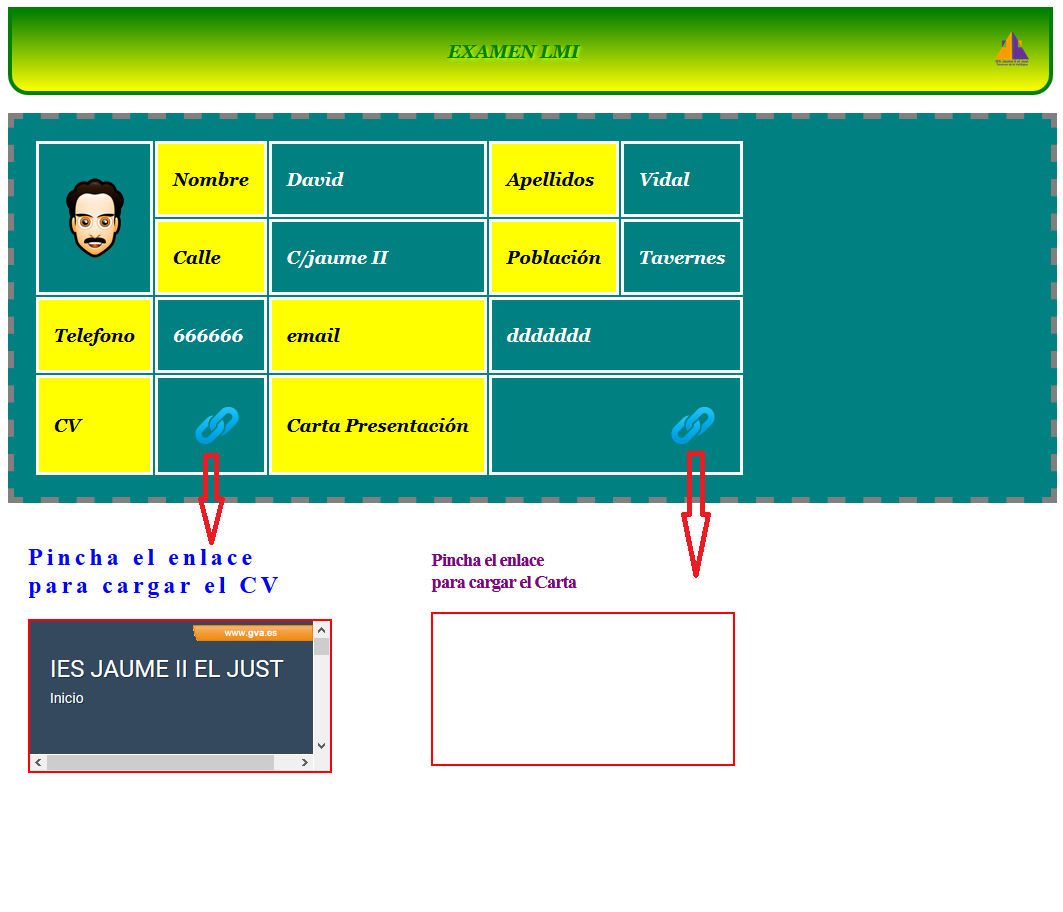 EXAMEN LMI
Nombre David Apellidos Vidal
Calle C/jaume II Población Tavernes
Telefono 666666 email ddddddd
CV Carta Presentación
Pincha el enlace
para cargar el CV
Pincha el enlace
para cargar el Carta
www.gva.es
IES JAUME II EL JUST
Inicio